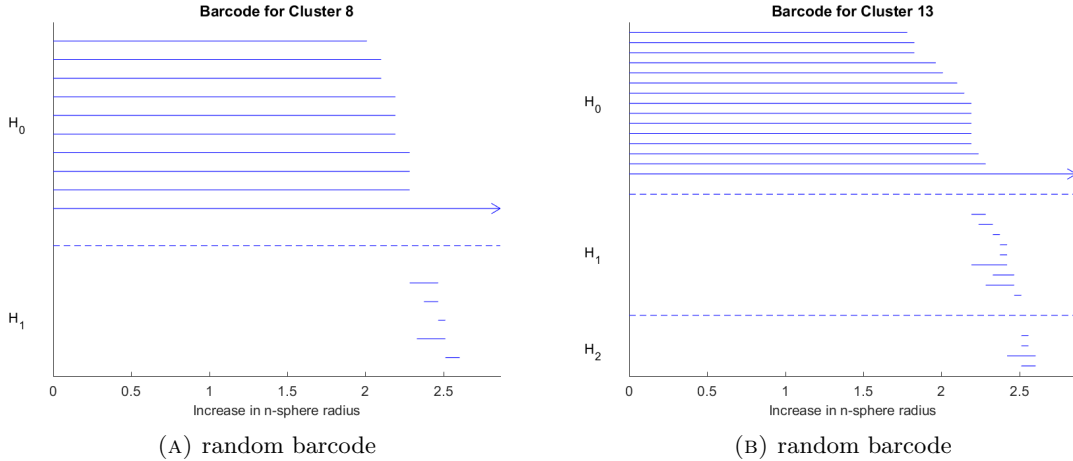 Barcode for Cluster 8
H0
H1
0 0.5 1 1.5 2 2.5
Increase in n-sphere radius
(A) random barcode
Barcode for Cluster 13
H0
H1
H2
0 0.5 1 1.5 2 2.5
Increase in n-sphere radius
(B) random barcode